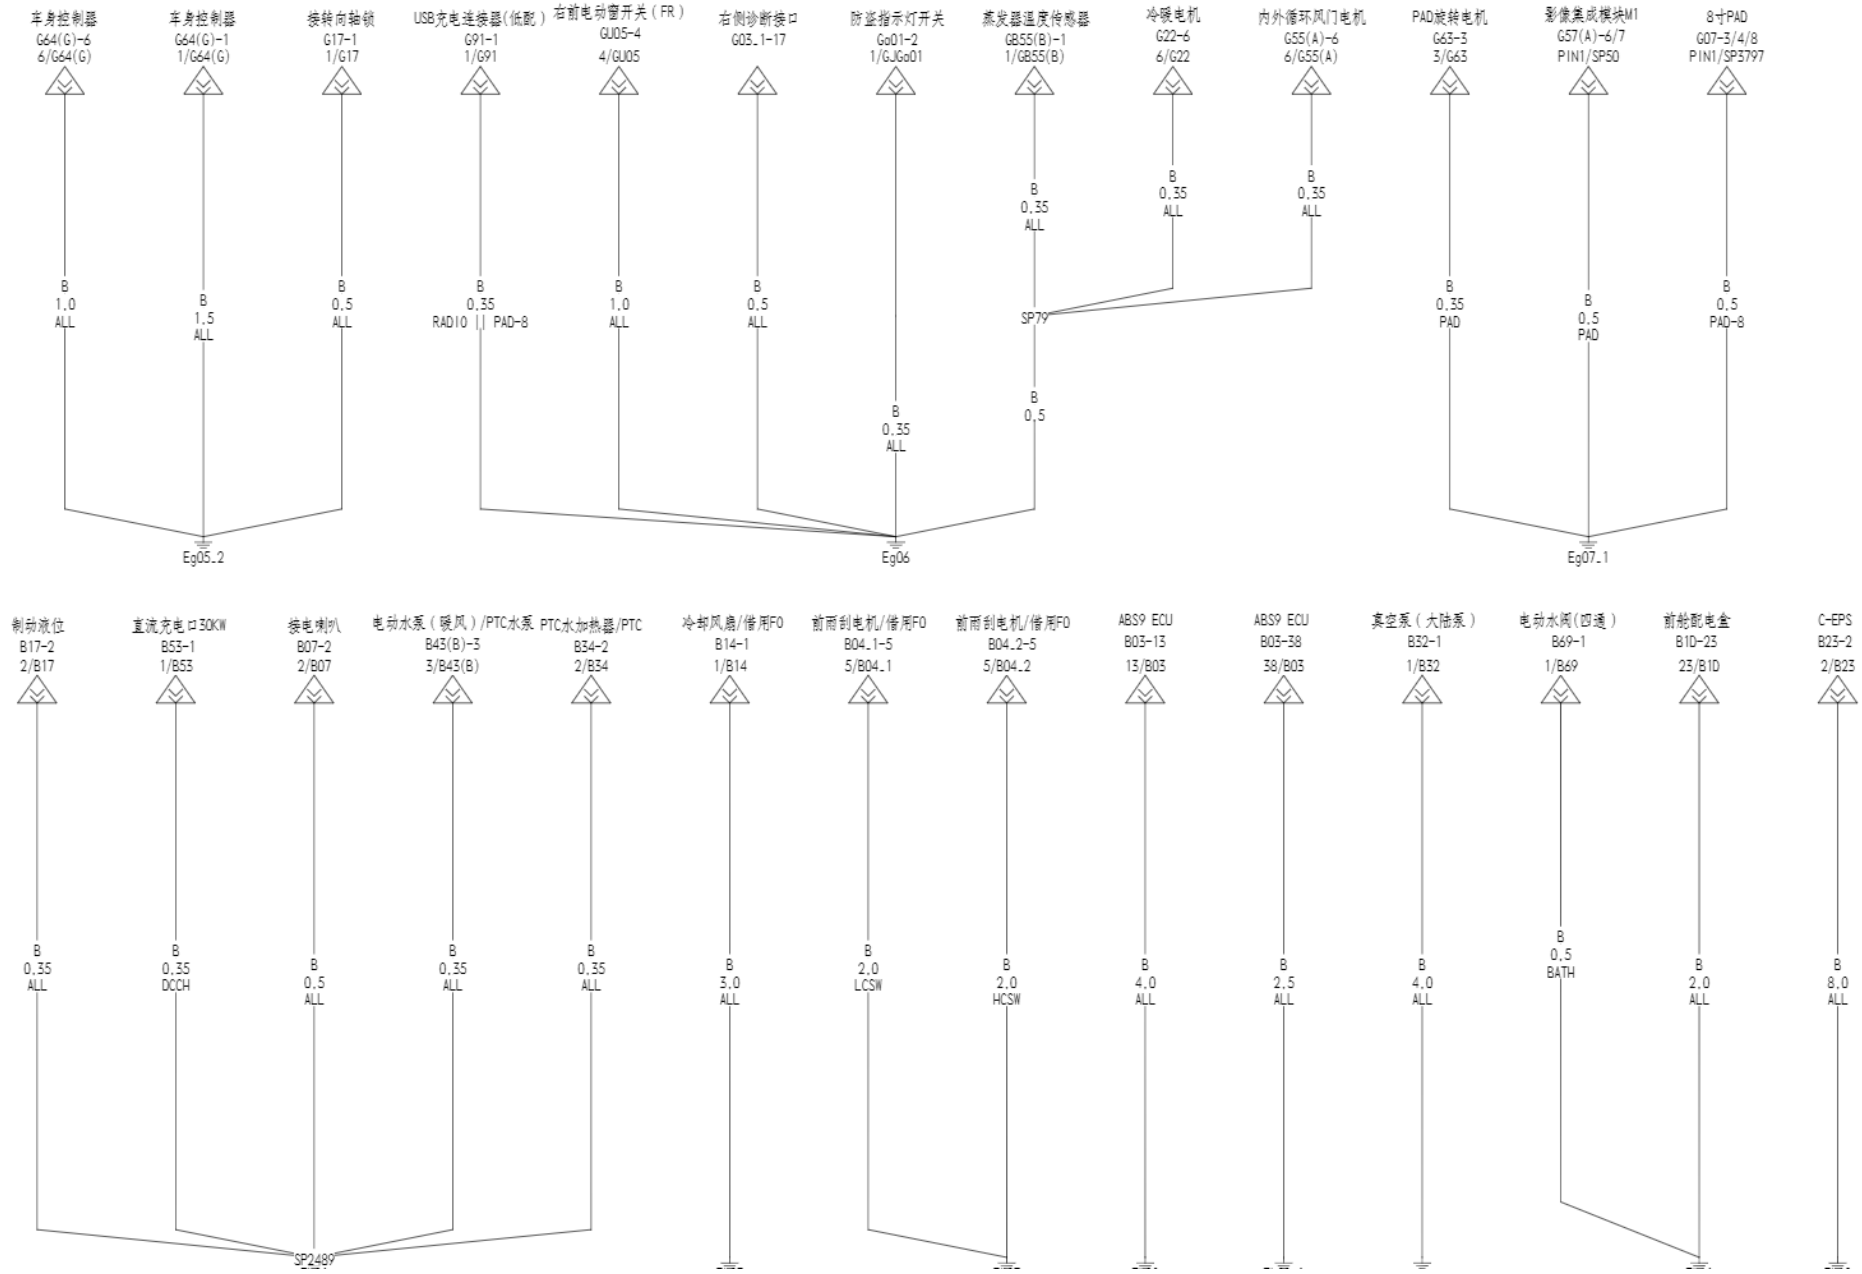 车身控制器
G64(G)-6
6/G64(G)
车身控制器
G64(G)-1
1/G64(G)
接转向轴锁
G17-1
1/G17
USB充电连接器(低配)
G91-1
1/G91
右前电动窗开关(FR)
GU05-4
4/GU05
右侧诊断接口
G03_1-17
防盗指示灯开关
Go01-2
1/GJGo01
蒸发器温度传感器
GB55(B)-1
1/GB55(B)
冷暖电机
G22-6
6/G22
内外循环风门电机
G55(A)-6
6/G55(A)
PAD旋转电机
G63-3
3/G63
影像集成模块M1
G57(A)-6/7
PIN1/SP50
8寸PAD
G07-3/4/8
PIN1/SP3797
B
1.0
ALL
B
1.5
ALL
B
0.5
ALL
B
0.35
RADIO || PAD-8
B
1.0
ALL
B
0.5
ALL
B
0.35
ALL
B
0.35
ALL
B
0.35
ALL
B
0.35
ALL
SP79
B
0.5
B
0.35
PAD
B
0.5
PAD
B
0.5
PAD-8
Eg05_2
Eg06
Eg07_1
制动液位
B17-2
2/B17
直流充电口30KW
B53-1
1/B53
接电喇叭
B07-2
2/B07
电动水泵(暖风)/PTC水泵
B43(B)-3
3/B43(B)
PTC水加热器/PTC
B34-2
2/B34
冷却风扇/借用F0
B14-1
1/B14
前雨刮电机/借用F0
B04_1-5
5/B04_1
前雨刮电机/借用F0
B04_2-5
5/B04_2
ABS9 ECU
B03-13
13/B03
ABS9 ECU
B03-38
38/B03
真空泵(大陆泵)
B32-1
1/B32
电动水阀(四通)
B69-1
1/B69
前舱配电盒
B1D-23
23/B1D
C-EPS
B23-2
2/B23
B
0.35
ALL
B
0.35
DCCH
B
0.5
ALL
B
0.35
ALL
B
0.35
ALL
B
3.0
ALL
B
2.0
LCSW
B
2.0
HCSW
B
4.0
ALL
B
2.5
ALL
B
4.0
ALL
B
0.5
BATH
B
2.0
ALL
B
8.0
ALL
SP2489